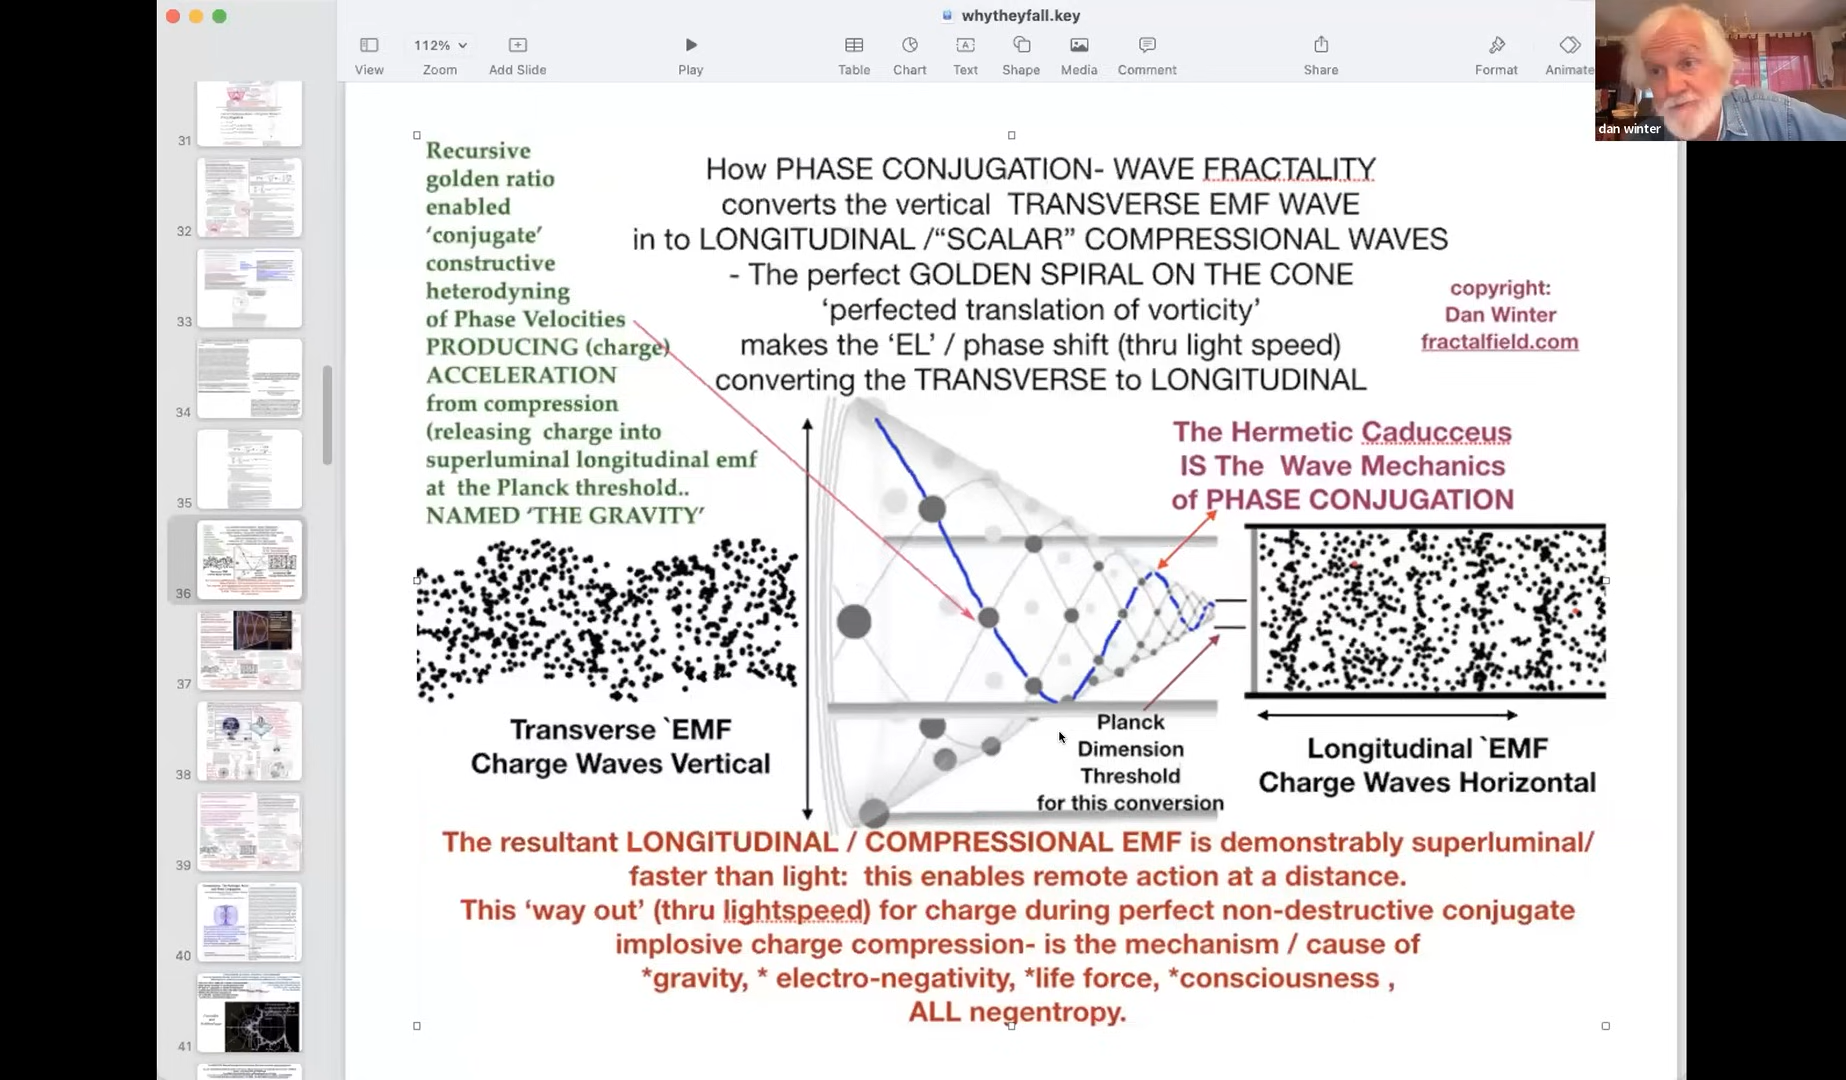 whytheyfall.key
View
112%
Zoom
Add Slide
Play
Table
Chart
Text
Shape
Media
Comment
Share
Format
Animate
dan winter
31
32
33
34
35
36
37
38
39
40
41
Recursive
golden ratio
enabled
‘conjugate’
constructive
heterodyning
of Phase Velocities
PRODUCING (charge)
ACCELERATION
from compression
(releasing charge into
superluminal longitudinal emf
at the Planck threshold..
NAMED ‘THE GRAVITY’
How PHASE CONJUGATION- WAVE FRACTALITY
converts the vertical TRANSVERSE EMF WAVE
in to LONGITUDINAL /“SCALAR” COMPRESSIONAL WAVES
- The perfect GOLDEN SPIRAL ON THE CONE
‘perfected translation of vorticity’
makes the ‘EL’ / phase shift (thru light speed)
converting the TRANSVERSE to LONGITUDINAL
copyright:
Dan Winter
fractalfield.com
The Hermetic Caducceus
IS The Wave Mechanics
of PHASE CONJUGATION
Transverse `EMF
Charge Waves Vertical
Planck
Dimension
Threshold
for this conversion
Longitudinal `EMF
Charge Waves Horizontal
The resultant LONGITUDINAL / COMPRESSIONAL EMF is demonstrably superluminal/
faster than light: this enables remote action at a distance.
This ‘way out’ (thru lightspeed) for charge during perfect non-destructive conjugate
implosive charge compression- is the mechanism / cause of
*gravity, * electro-negativity, *life force, *consciousness ,
ALL negentropy.